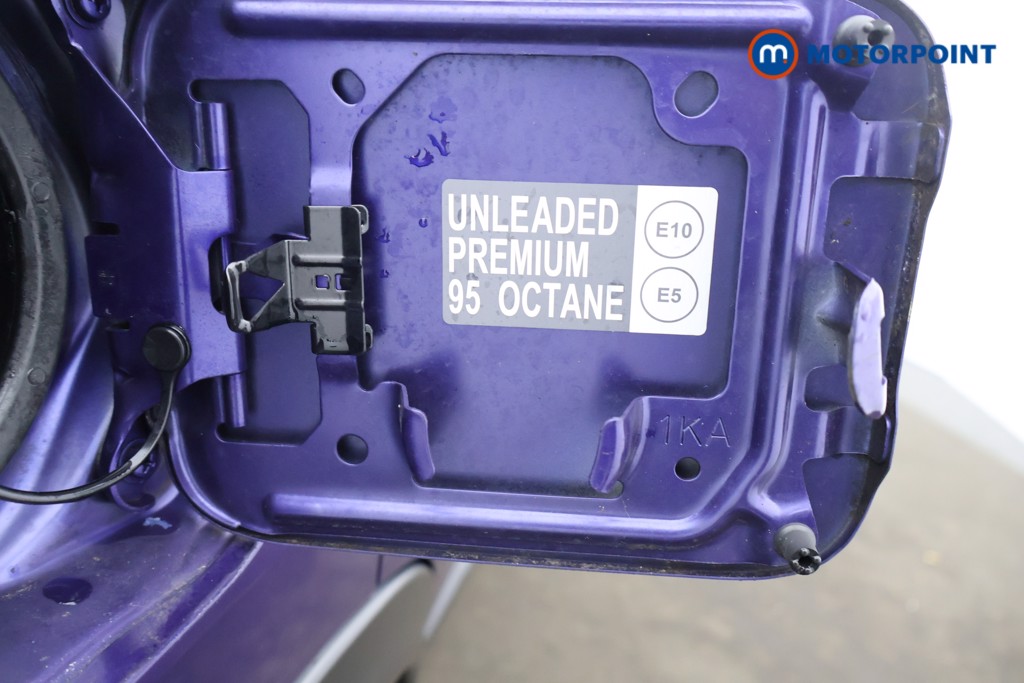 MOTORPOINT
UNLEADED
PREMIUM
95 OCTANE
E10
E5
1KA